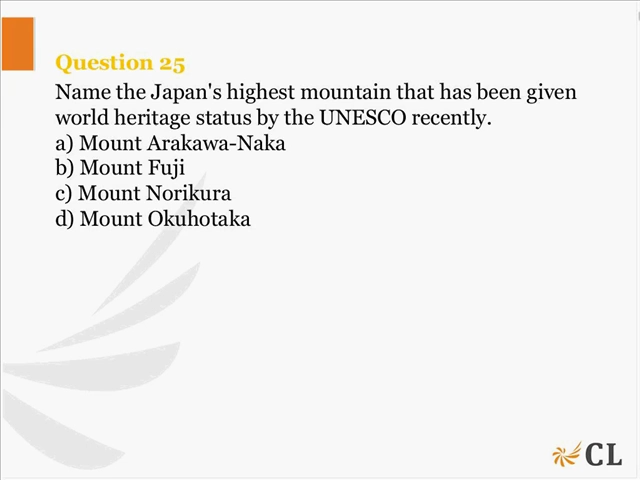 Question 25
Name the Japan's highest mountain that has been given
world heritage status by the UNESCO recently.
a) Mount Arakawa-Naka
b) Mount Fuji
c) Mount Norikura
d) Mount Okuhotaka
CL